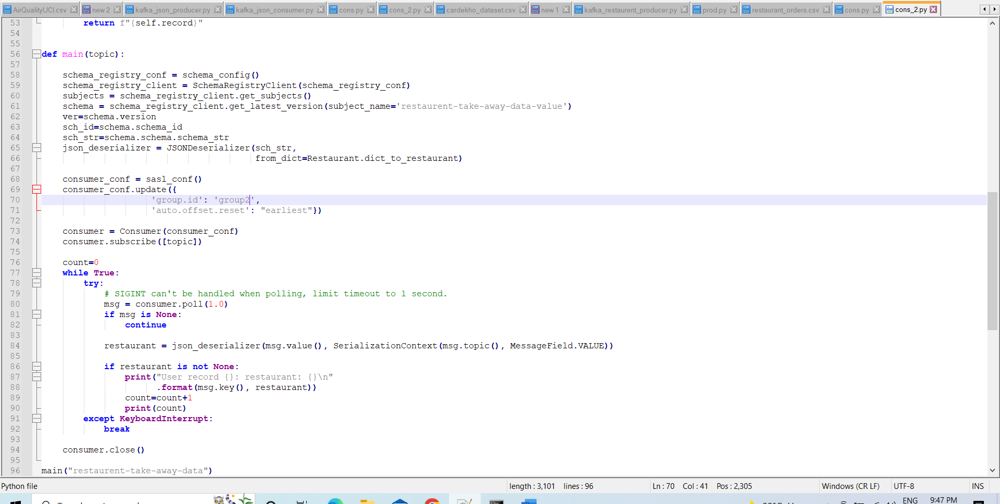 AirQualityUCI.csv new 2 kafka_json_producer.py kafka_json_consumer.py cons.py cons_2.py cardekho_dataset.csv new 1 kafka_restaurent_producer.py prod.py restaurant_orders.csv cons.py cons_2.py
53 return f"{self.record}"
54
55
56 def main(topic):
57
58 schema_registry_conf = schema_config()
59 schema_registry_client = SchemaRegistryClient(schema_registry_conf)
60 subjects = schema_registry_client.get_subjects()
61 schema = schema_registry_client.get_latest_version(subject_name='restaurent-take-away-data-value')
62 ver=schema.version
63 sch_id=schema.schema_id
64 sch_str=schema.schema.schema_str
65 json_deserializer = JSONDeserializer(sch_str,
66 from_dict=Restaurant.dict_to_restaurant)
67
68 consumer_conf = sasl_conf()
69 consumer_conf.update({
70 'group.id': 'group2',
71 'auto.offset.reset': "earliest"})
72
73 consumer = Consumer(consumer_conf)
74 consumer.subscribe([topic])
75
76 count=0
77 while True:
78 try:
79 # SIGINT can't be handled when polling, limit timeout to 1 second.
80 msg = consumer.poll(1.0)
81 if msg is None:
82 continue
83
84 restaurant = json_deserializer(msg.value(), SerializationContext(msg.topic(), MessageField.VALUE))
85
86 if restaurant is not None:
87 print("User record {}: restaurant: {}\n"
88 .format(msg.key(), restaurant))
89 count=count+1
90 print(count)
91 except KeyboardInterrupt:
92 break
93
94 consumer.close()
95
96 main("restaurent-take-away-data")
Python file length : 3,101 lines : 96 Ln : 70 Col : 41 Pos : 2,305 Windows (CR LF) UTF-8 INS
ENG 9:47 PM